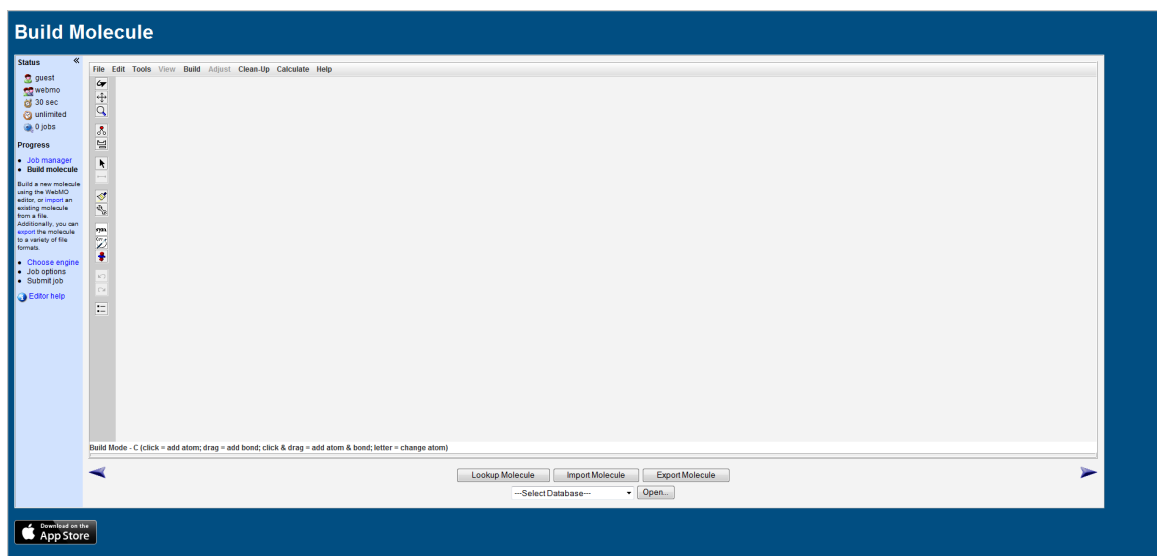 Build Molecule
Status «
guest
webmo
30 sec
unlimited
0 jobs
Progress
Job manager
Build molecule
Build a new molecule
using the WebMO
editor, or import an
existing molecule
from a file.
Additionally, you can
export the molecule
to a variety of file
formats.
Choose engine
Job options
Submit job
Editor help
File Edit Tools View Build Adjust Clean-Up Calculate Help
Build Mode - C (click = add atom; drag = add bond; click & drag = add atom & bond; letter = change atom)
Lookup Molecule Import Molecule Export Molecule
---Select Database--- Open...
Download on the
App Store